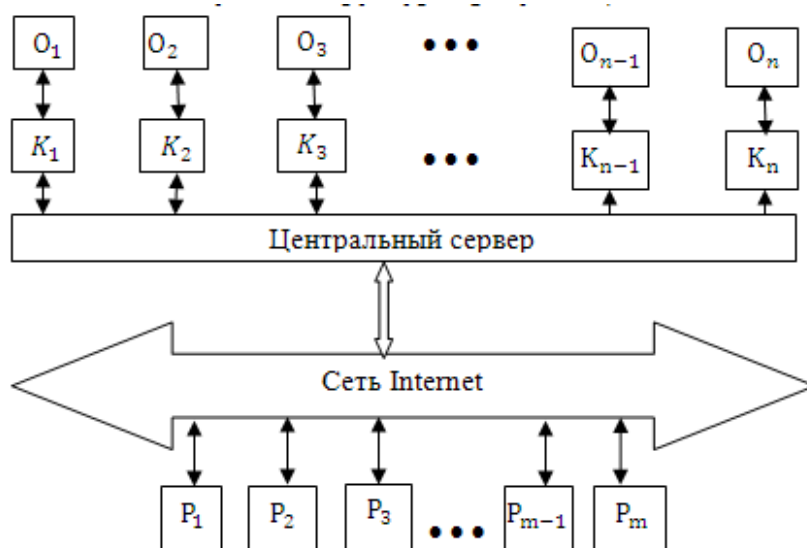 O₁ O₂ O₃ ••• Oₙ₋₁ Oₙ
K₁ K₂ K₃ ••• Kₙ₋₁ Kₙ
Центральный сервер
Сеть Internet
P₁ P₂ P₃ ••• Pₘ₋₁ Pₘ